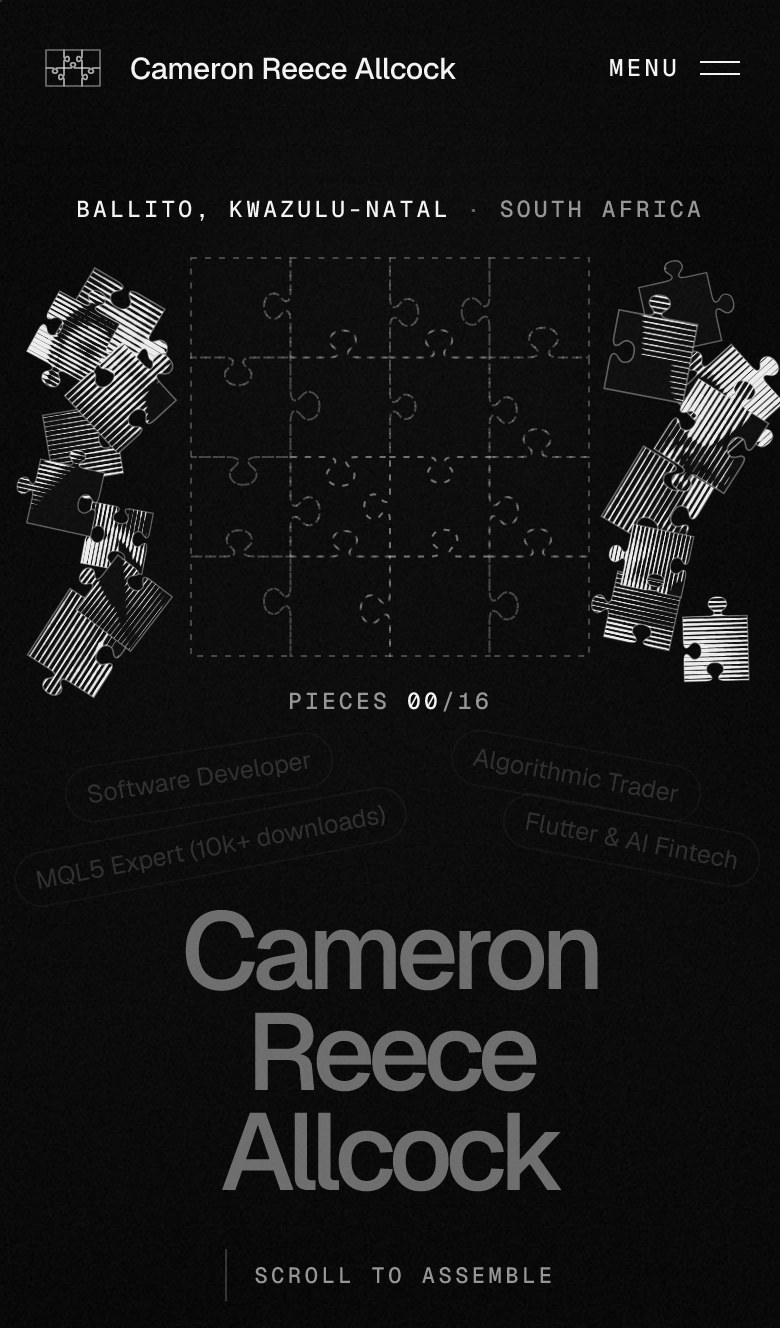 Cameron Reece Allcock
MENU
BALLITO, KWAZULU-NATAL · SOUTH AFRICA
PIECES 00/16
Software Developer
Algorithmic Trader
MQL5 Expert (10k+ downloads)
Flutter & AI Fintech
Cameron
Reece
Allcock
SCROLL TO ASSEMBLE